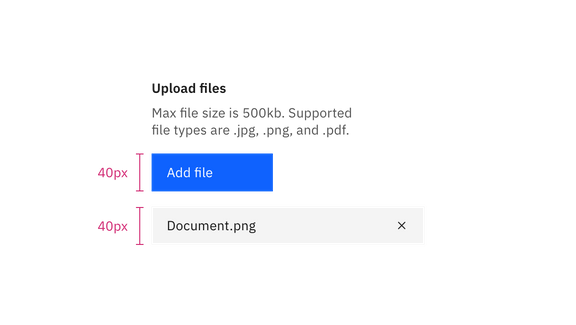 Upload files
Max file size is 500kb. Supported
file types are .jpg, .png, and .pdf.
40px
Add file
40px
Document.png